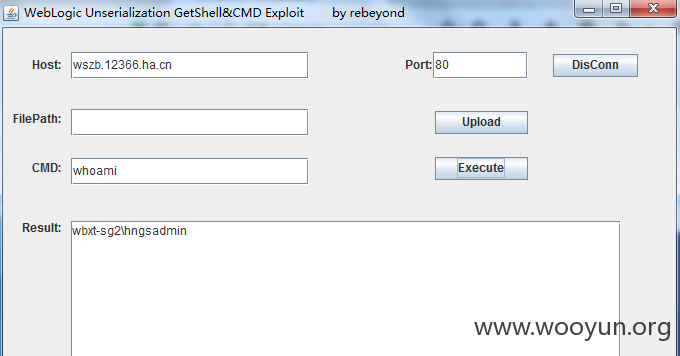 WebLogic Unserialization GetShell&CMD Exploit by rebeyond
Host: wszb.12366.ha.cn Port: 80 DisConn
FilePath: Upload
CMD: whoami Execute
Result: wbxt-sg2\hngsadmin
www.wooyun.org